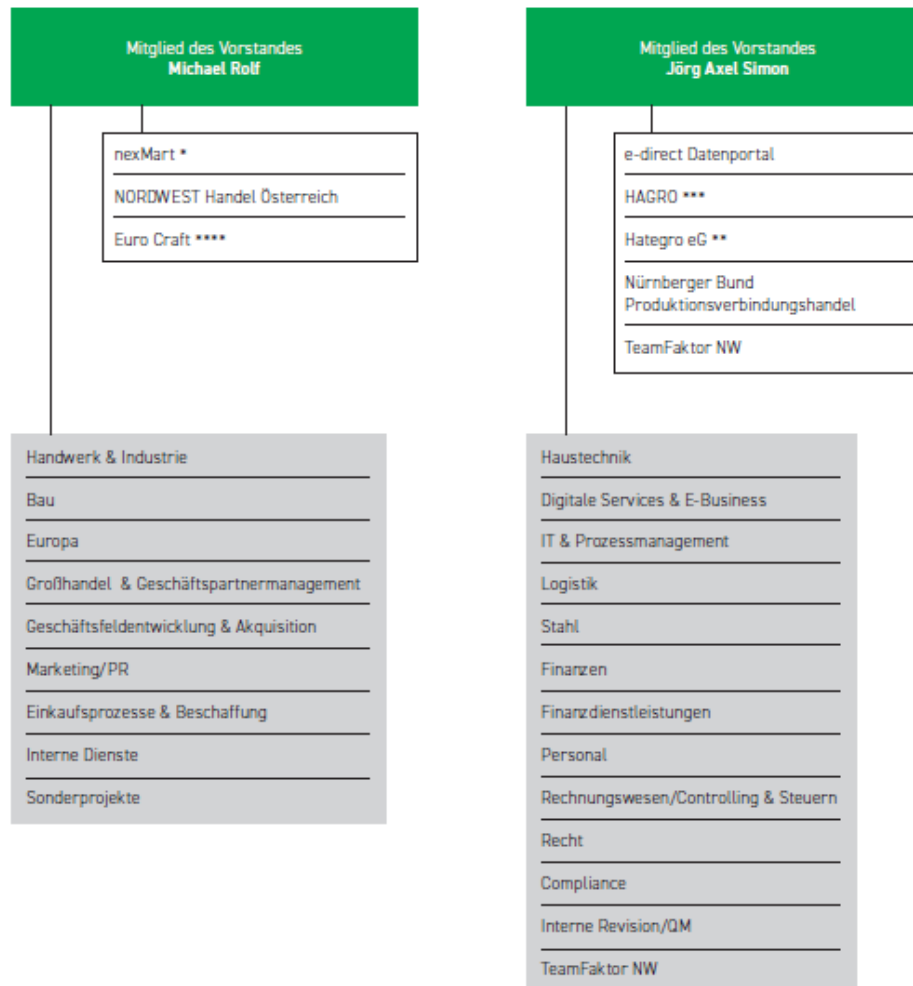 Mitglied des Vorstandes
Michael Rolf
nexMart *
NORDWEST Handel Österreich
Euro Craft ****
Handwerk & Industrie
Bau
Europa
Großhandel & Geschäftspartnermanagement
Geschäftsfeldentwicklung & Akquisition
Marketing/PR
Einkaufsprozesse & Beschaffung
Interne Dienste
Sonderprojekte
Mitglied des Vorstandes
Jörg Axel Simon
e-direct Datenportal
HAGRO ***
Hategro eG **
Nürnberger Bund
Produktionsverbindungshandel
TeamFaktor NW
Haustechnik
Digitale Services & E-Business
IT & Prozessmanagement
Logistik
Stahl
Finanzen
Finanzdienstleistungen
Personal
Rechnungswesen/Controlling & Steuern
Recht
Compliance
Interne Revision/QM
TeamFaktor NW